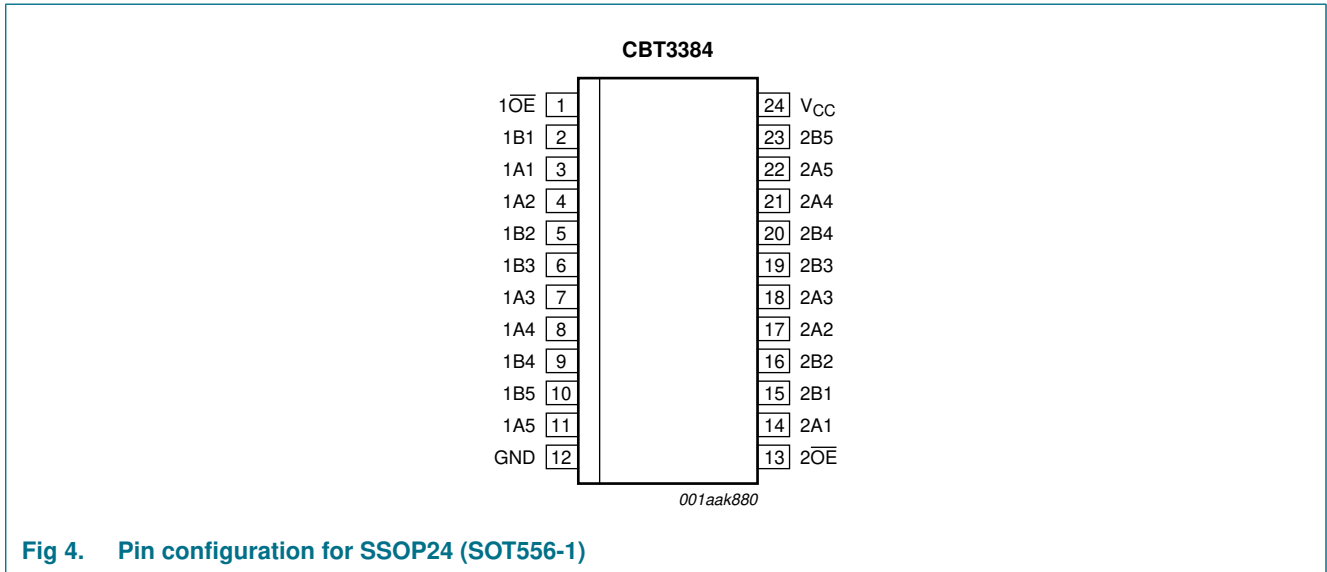 CBT3384
1O̅E̅ 1 24 VCC
1B1 2 23 2B5
1A1 3 22 2A5
1A2 4 21 2A4
1B2 5 20 2B4
1B3 6 19 2B3
1A3 7 18 2A3
1A4 8 17 2A2
1B4 9 16 2B2
1B5 10 15 2B1
1A5 11 14 2A1
GND 12 13 2O̅E̅
001aak880
Fig 4. Pin configuration for SSOP24 (SOT556-1)